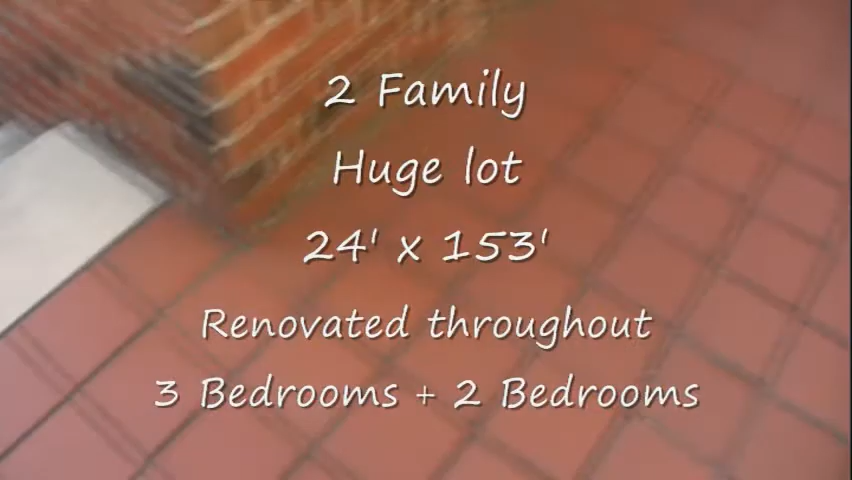 2 Family
Huge lot
24' x 153'
Renovated throughout
3 Bedrooms + 2 Bedrooms